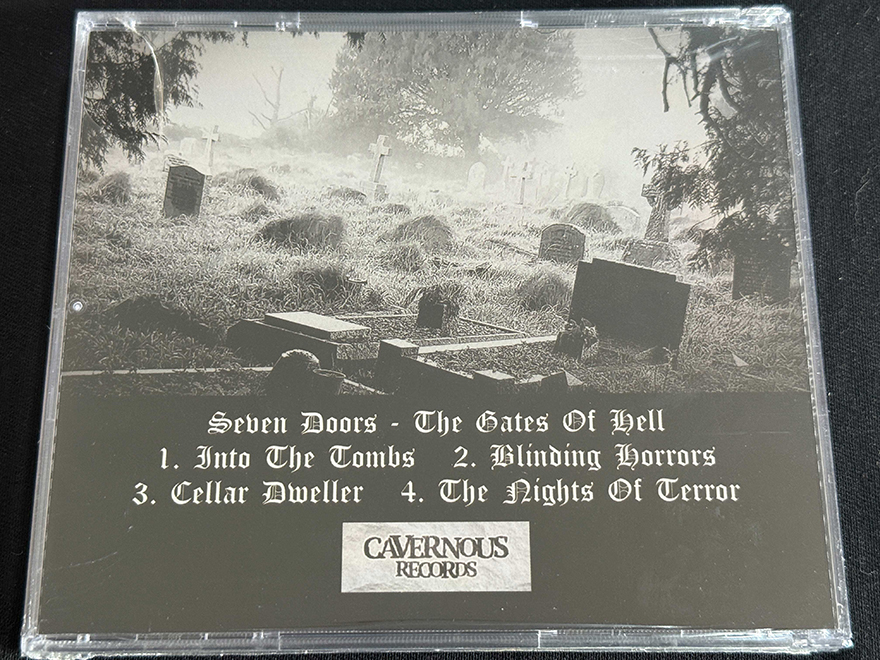 Seven Doors - The Gates Of Hell
1. Into The Tombs 2. Blinding Horrors
3. Cellar Dweller 4. The Nights Of Terror
CAVERNOUS
RECORDS